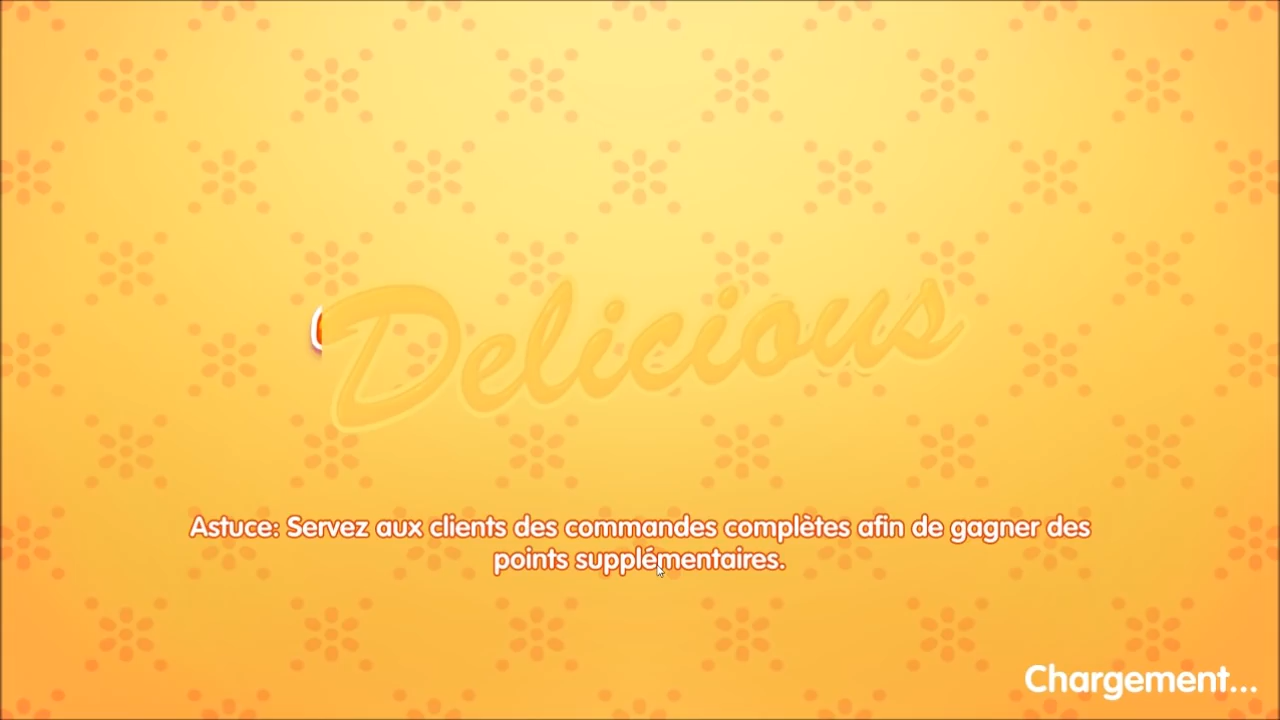 Delicious
Astuce: Servez aux clients des commandes complètes afin de gagner des
points supplémentaires.
Chargement...